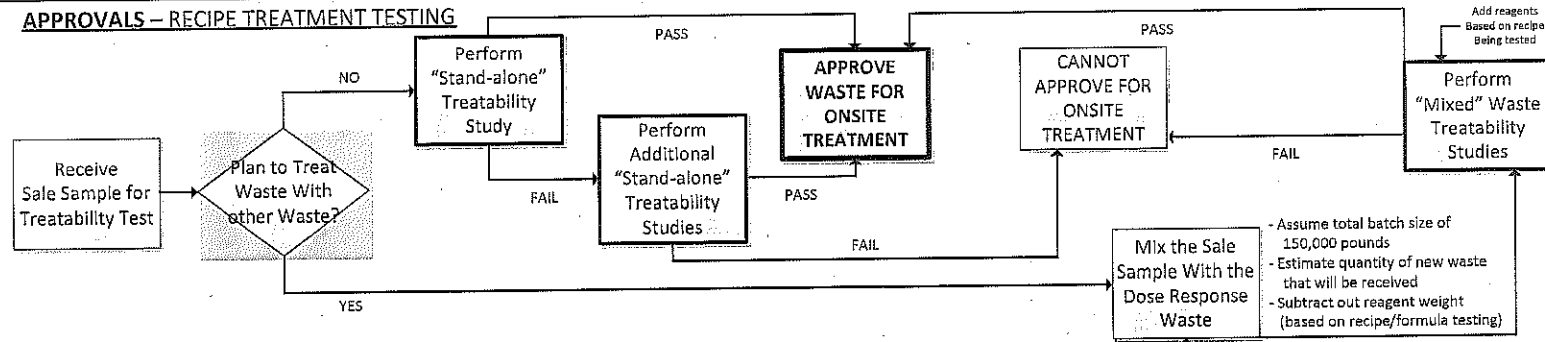 APPROVALS – RECIPE TREATMENT TESTING
Receive
Sale Sample for
Treatability Test
Plan to Treat
Waste With
other Waste?
NO
YES
Perform
"Stand-alone"
Treatability
Study
PASS
FAIL
Perform
Additional
"Stand-alone"
Treatability
Studies
PASS
FAIL
APPROVE
WASTE FOR
ONSITE
TREATMENT
CANNOT
APPROVE FOR
ONSITE
TREATMENT
PASS
FAIL
Add reagents
Based on recipe
Being tested
Perform
"Mixed" Waste
Treatability
Studies
Mix the Sale
Sample With the
Dose Response
Waste
- Assume total batch size of
150,000 pounds
- Estimate quantity of new waste
that will be received
- Subtract out reagent weight
(based on recipe/formula testing)